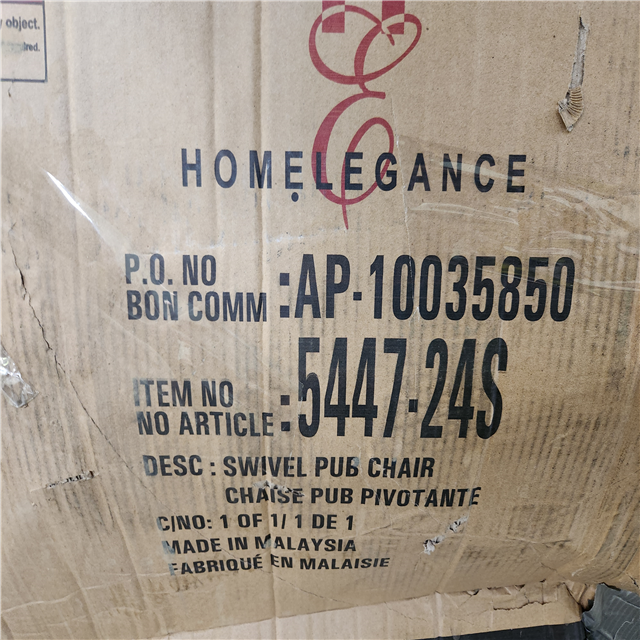 object.
HOMELEGANCE
P.O. NO
BON COMM :AP-10035850
ITEM NO
NO ARTICLE :5447-24S
DESC : SWIVEL PUB CHAIR
CHAISE PUB PIVOTANTE
C/NO: 1 OF 1/ 1 DE 1
MADE IN MALAYSIA
FABRIQUÉ EN MALAISIE